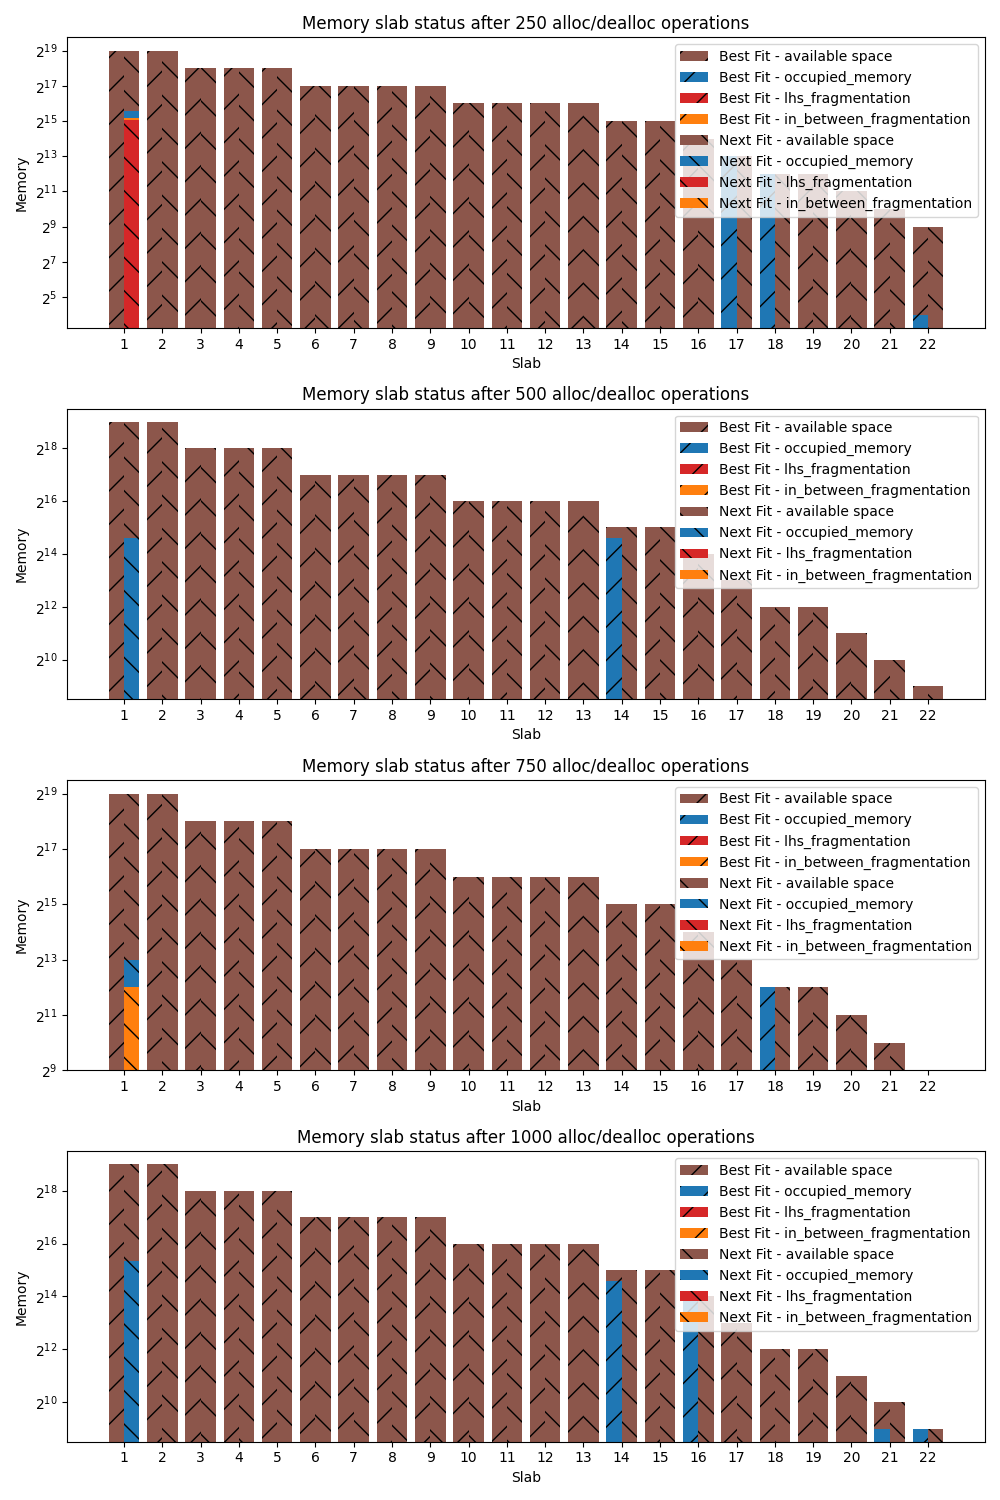 Memory slab status after 250 alloc/dealloc operations
2^19
2^17
2^15
2^13
2^11
2^9
2^7
2^5
Memory
Best Fit - available space
Best Fit - occupied_memory
Best Fit - lhs_fragmentation
Best Fit - in_between_fragmentation
Next Fit - available space
Next Fit - occupied_memory
Next Fit - lhs_fragmentation
Next Fit - in_between_fragmentation
1 2 3 4 5 6 7 8 9 10 11 12 13 14 15 16 17 18 19 20 21 22
Slab
Memory slab status after 500 alloc/dealloc operations
2^18
2^16
2^14
2^12
2^10
Memory
Best Fit - available space
Best Fit - occupied_memory
Best Fit - lhs_fragmentation
Best Fit - in_between_fragmentation
Next Fit - available space
Next Fit - occupied_memory
Next Fit - lhs_fragmentation
Next Fit - in_between_fragmentation
1 2 3 4 5 6 7 8 9 10 11 12 13 14 15 16 17 18 19 20 21 22
Slab
Memory slab status after 750 alloc/dealloc operations
2^19
2^17
2^15
2^13
2^11
2^9
Memory
Best Fit - available space
Best Fit - occupied_memory
Best Fit - lhs_fragmentation
Best Fit - in_between_fragmentation
Next Fit - available space
Next Fit - occupied_memory
Next Fit - lhs_fragmentation
Next Fit - in_between_fragmentation
1 2 3 4 5 6 7 8 9 10 11 12 13 14 15 16 17 18 19 20 21 22
Slab
Memory slab status after 1000 alloc/dealloc operations
2^18
2^16
2^14
2^12
2^10
Memory
Best Fit - available space
Best Fit - occupied_memory
Best Fit - lhs_fragmentation
Best Fit - in_between_fragmentation
Next Fit - available space
Next Fit - occupied_memory
Next Fit - lhs_fragmentation
Next Fit - in_between_fragmentation
1 2 3 4 5 6 7 8 9 10 11 12 13 14 15 16 17 18 19 20 21 22
Slab